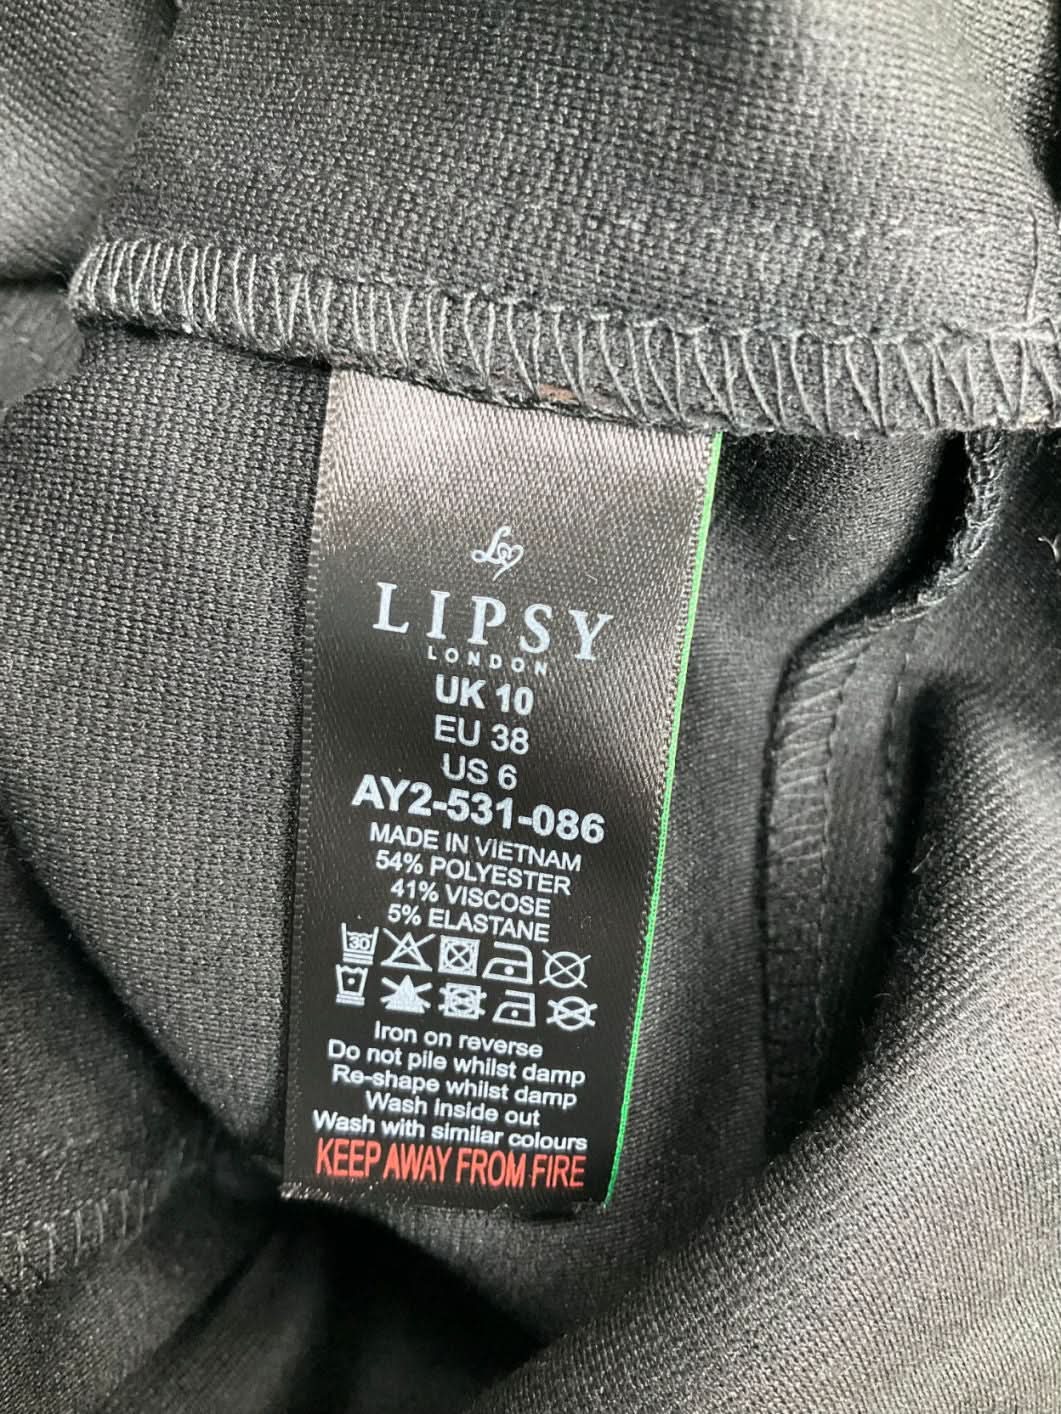 LIPSY
LONDON
UK 10
EU 38
US 6
AY2-531-086
MADE IN VIETNAM
54% POLYESTER
41% VISCOSE
5% ELASTANE
30
Iron on reverse
Do not pile whilst damp
Re-shape whilst damp
Wash inside out
Wash with similar colours
KEEP AWAY FROM FIRE